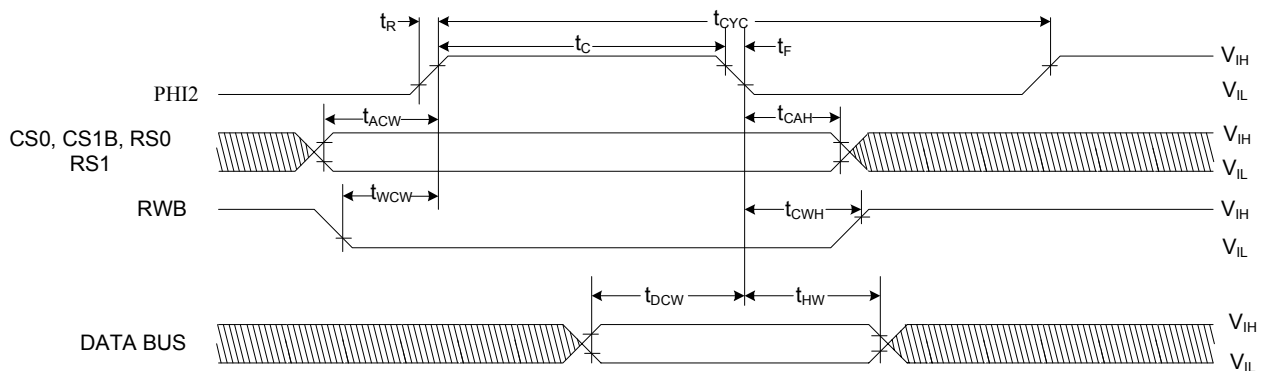 tCYC
tR
tC
tF
PHI2
VIH
VIL
tACW
tCAH
CS0, CS1B, RS0
RS1
VIH
VIL
tWCW
tCWH
RWB
VIH
VIL
tDCW
tHW
DATA BUS
VIH
VIL